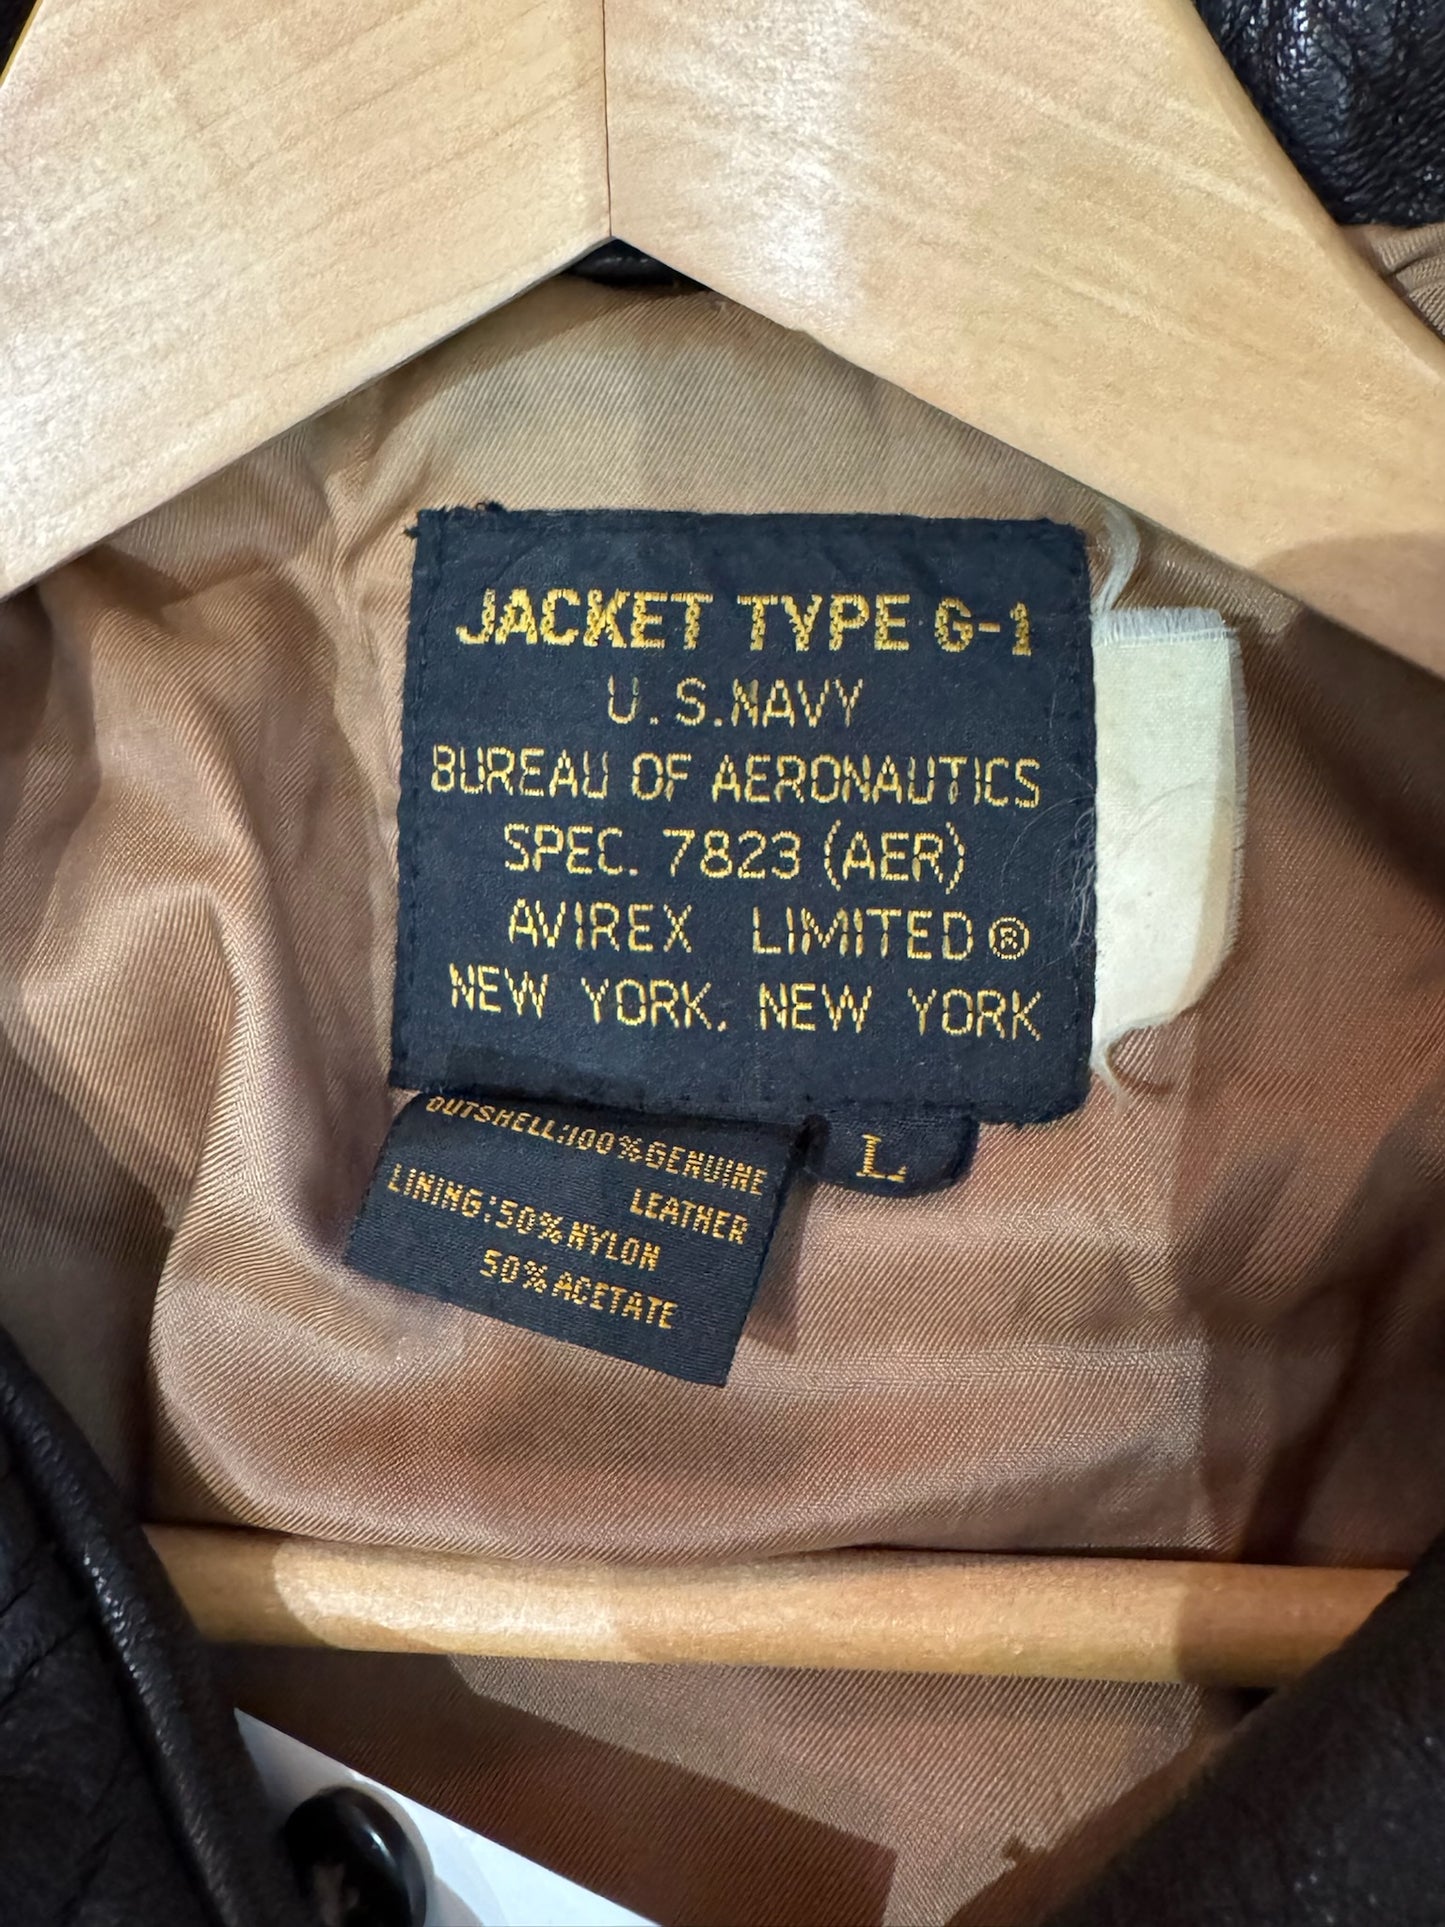 JACKET TYPE G-1
U.S.NAVY
BUREAU OF AERONAUTICS
SPEC. 7823 (AER)
AVIREX LIMITED®
NEW YORK, NEW YORK
L
OUTSHELL:100%GENUINE
LEATHER
LINING:50%NYLON
50%ACETATE